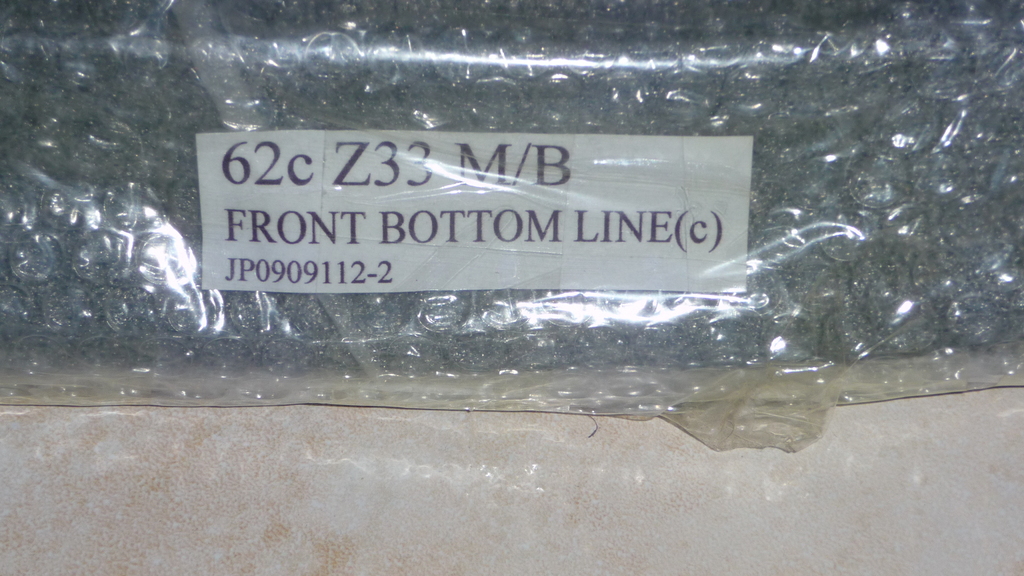 62c Z33 M/B
FRONT BOTTOM LINE(c)
JP0909112-2